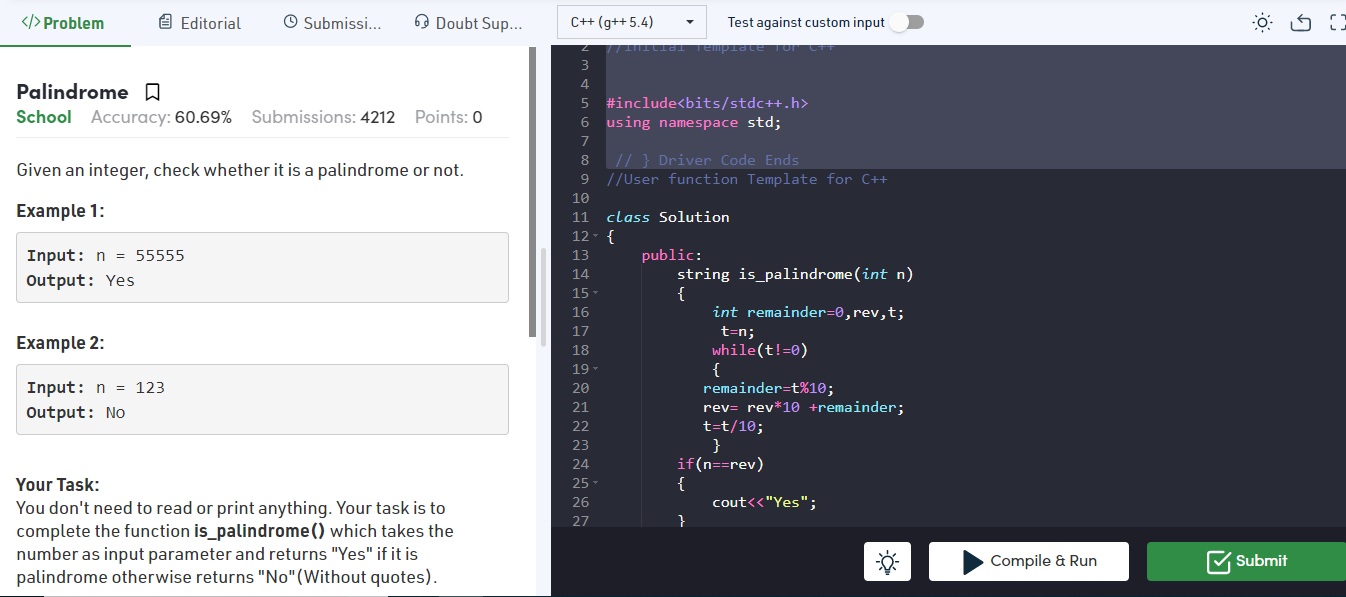 </>Problem
Editorial
Submissi...
Doubt Sup...
C++ (g++ 5.4)
Test against custom input
Palindrome
School Accuracy: 60.69% Submissions: 4212 Points: 0
Given an integer, check whether it is a palindrome or not.
Example 1:
Input: n = 55555
Output: Yes
Example 2:
Input: n = 123
Output: No
Your Task:
You don't need to read or print anything. Your task is to
complete the function is_palindrome() which takes the
number as input parameter and returns "Yes" if it is
palindrome otherwise returns "No"(Without quotes).
2 //Initial Template for C++
3
4
5 #include<bits/stdc++.h>
6 using namespace std;
7
8 // } Driver Code Ends
9 //User function Template for C++
10
11 class Solution
12 {
13 public:
14 string is_palindrome(int n)
15 {
16 int remainder=0,rev,t;
17 t=n;
18 while(t!=0)
19 {
20 remainder=t%10;
21 rev= rev*10 +remainder;
22 t=t/10;
23 }
24 if(n==rev)
25 {
26 cout<<"Yes";
27 }
Compile & Run
Submit